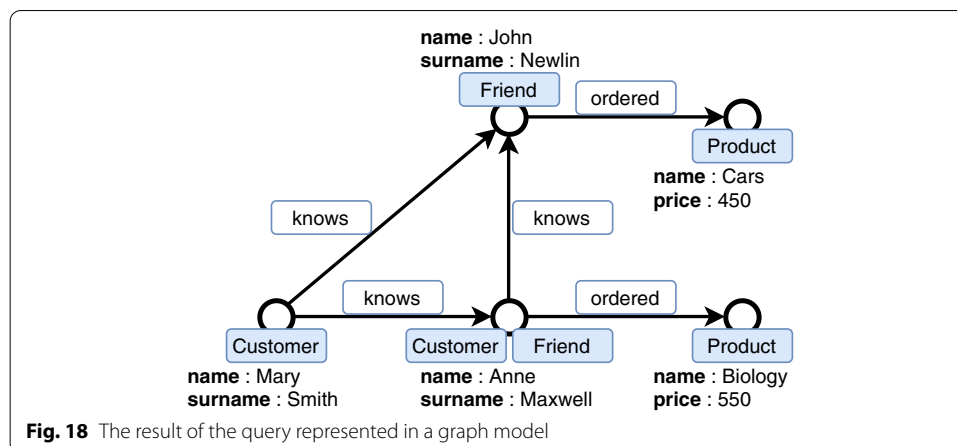 name : John
surname : Newlin
Friend
ordered
Product
name : Cars
price : 450
knows
knows
knows
ordered
Customer
Customer
Friend
Product
name : Mary
surname : Smith
name : Anne
surname : Maxwell
name : Biology
price : 550
Fig. 18 The result of the query represented in a graph model